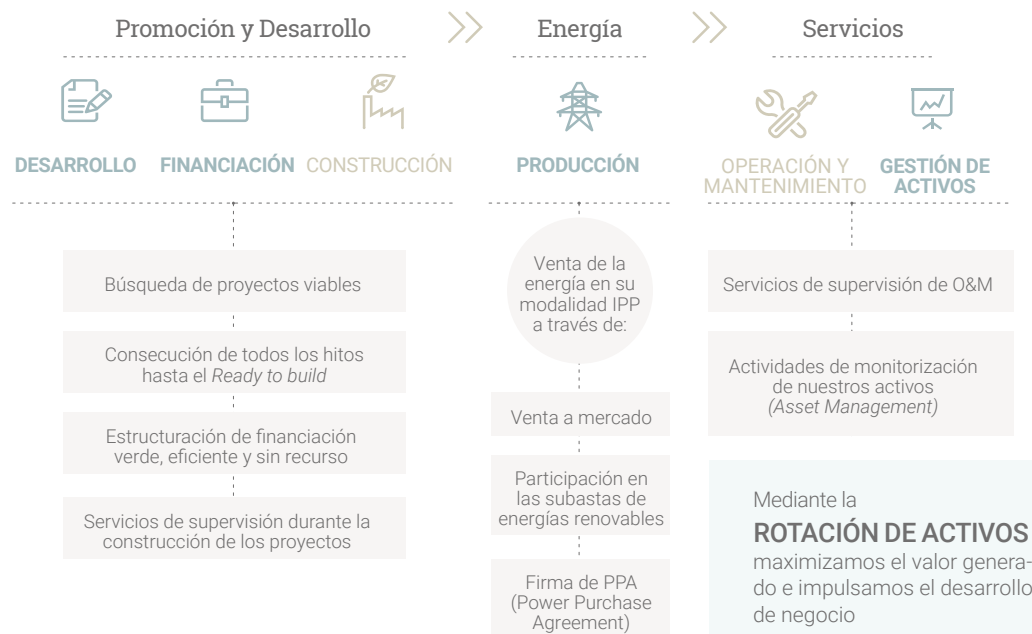 Promoción y Desarrollo
DESARROLLO
FINANCIACIÓN
CONSTRUCCIÓN
Búsqueda de proyectos viables
Consecución de todos los hitos
hasta el Ready to build
Estructuración de financiación
verde, eficiente y sin recurso
Servicios de supervisión durante la
construcción de los proyectos
Energía
PRODUCCIÓN
Venta de la
energía en su
modalidad IPP
a través de:
Venta a mercado
Participación en
las subastas de
energías renovables
Firma de PPA
(Power Purchase
Agreement)
Servicios
OPERACIÓN Y
MANTENIMIENTO
GESTIÓN DE
ACTIVOS
Servicios de supervisión de O&M
Actividades de monitorización
de nuestros activos
(Asset Management)
Mediante la
ROTACIÓN DE ACTIVOS
maximizamos el valor genera-
do e impulsamos el desarrollo
de negocio